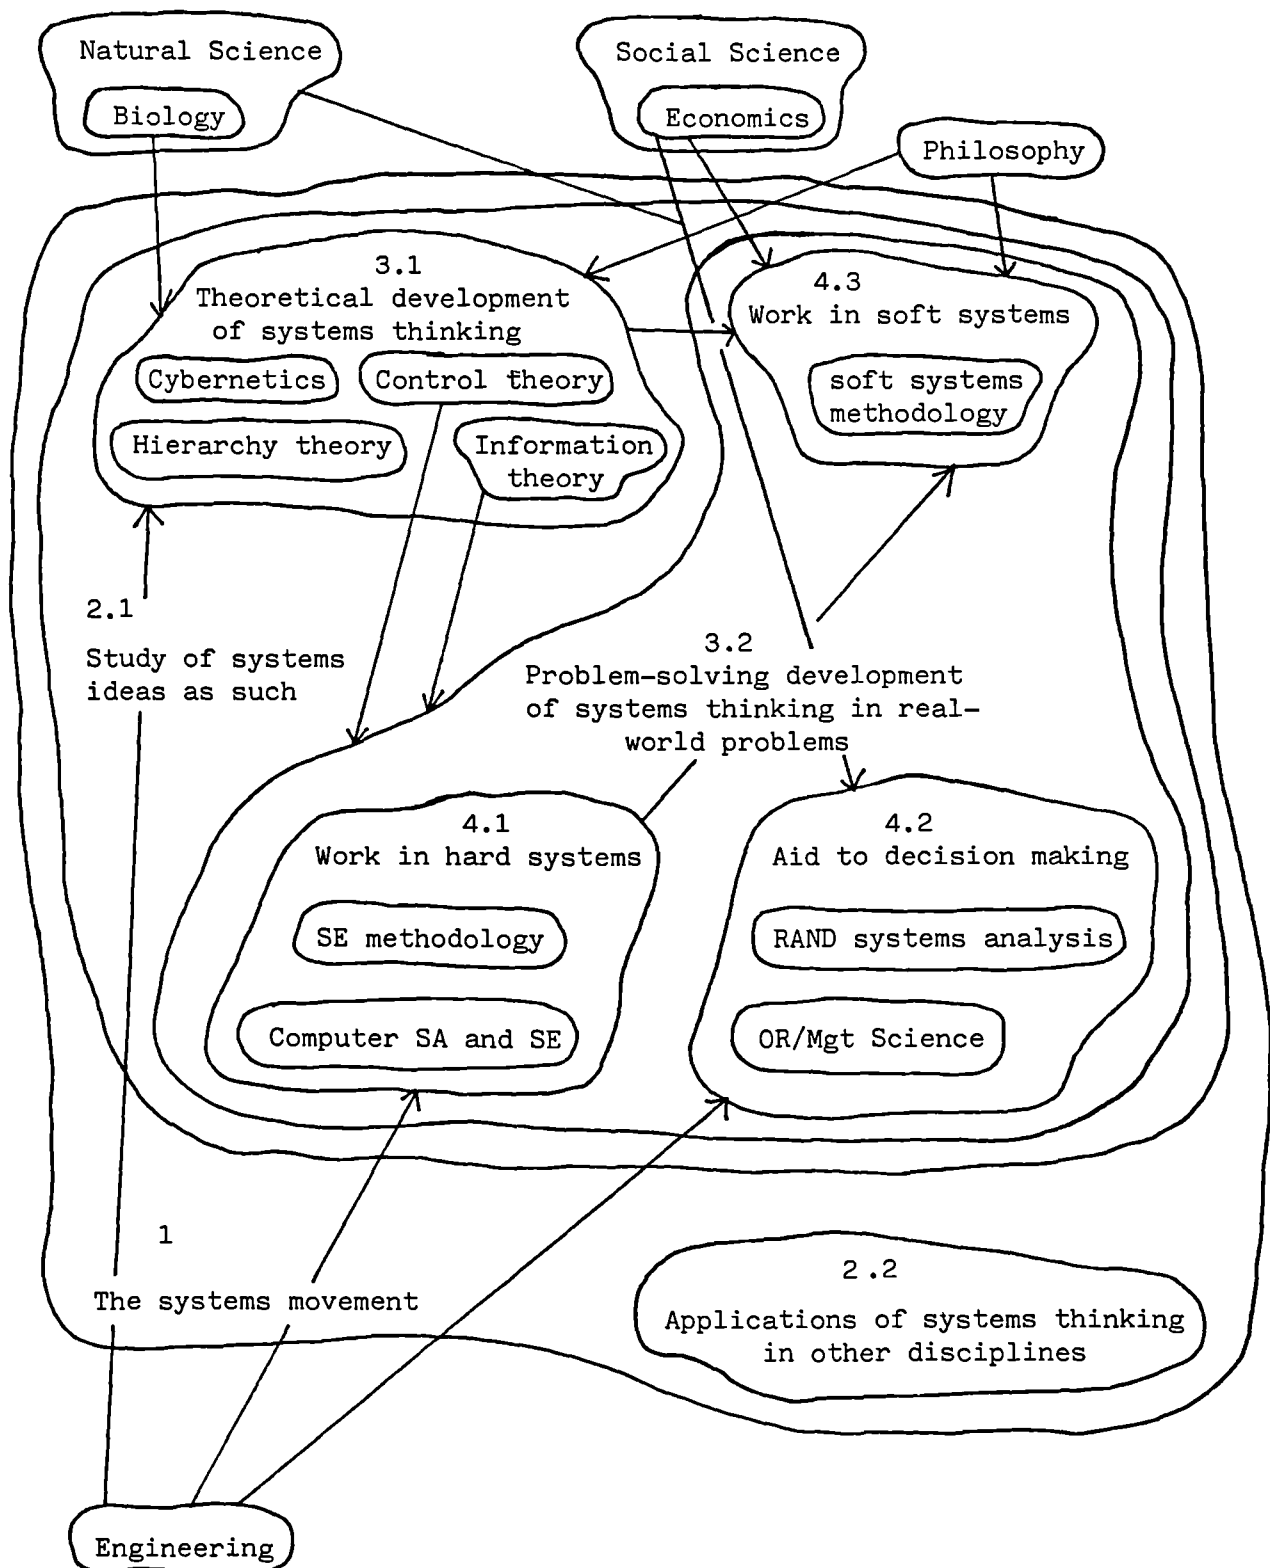 Natural Science
Biology
Social Science
Economics
Philosophy
3.1
Theoretical development
of systems thinking
Cybernetics
Control theory
Hierarchy theory
Information
theory
4.3
Work in soft systems
soft systems
methodology
2.1
Study of systems
ideas as such
3.2
Problem-solving development
of systems thinking in real-
world problems
4.1
Work in hard systems
SE methodology
Computer SA and SE
4.2
Aid to decision making
RAND systems analysis
OR/Mgt Science
1
The systems movement
2.2
Applications of systems thinking
in other disciplines
Engineering